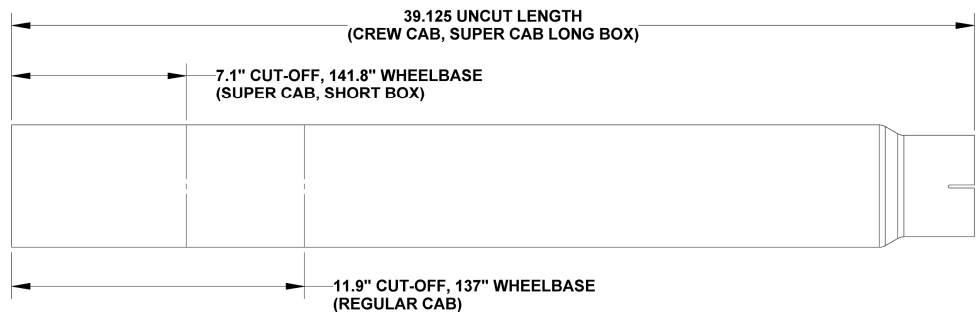 39.125 UNCUT LENGTH
(CREW CAB, SUPER CAB LONG BOX)
7.1" CUT-OFF, 141.8" WHEELBASE
(SUPER CAB, SHORT BOX)
11.9" CUT-OFF, 137" WHEELBASE
(REGULAR CAB)